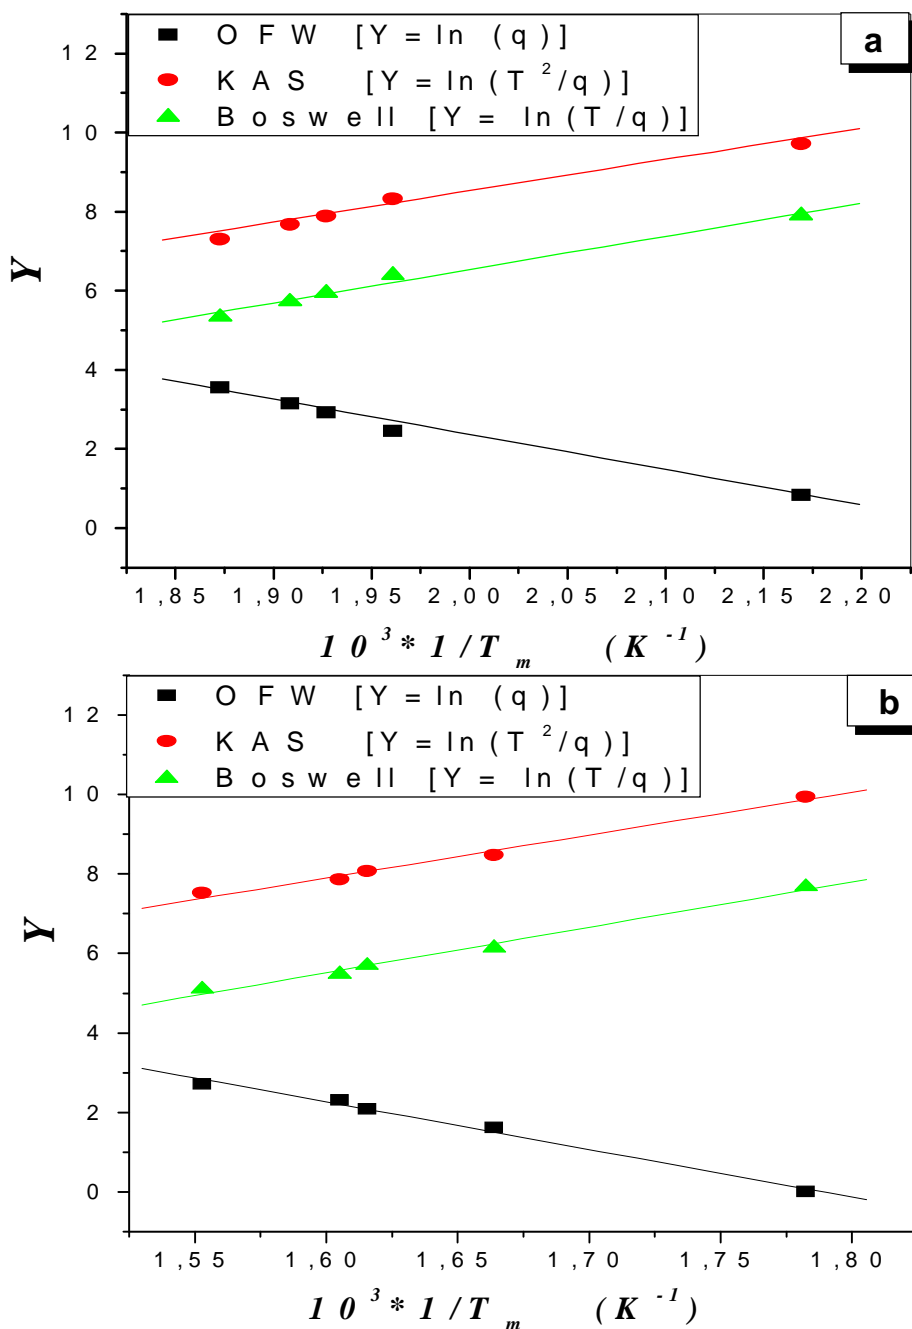 OFW [Y=ln (q)]
KAS [Y=ln(T²/q)]
Boswell [Y= ln(T/q)]
a
12
10
8
6
4
2
0
Y
1,85 1,90 1,95 2,00 2,05 2,10 2,15 2,20
10³*1/Tₘ (K⁻¹)
OFW [Y=ln (q)]
KAS [Y=ln(T²/q)]
Boswell [Y= ln(T/q)]
b
12
10
8
6
4
2
0
Y
1,55 1,60 1,65 1,70 1,75 1,80
10³*1/Tₘ (K⁻¹)